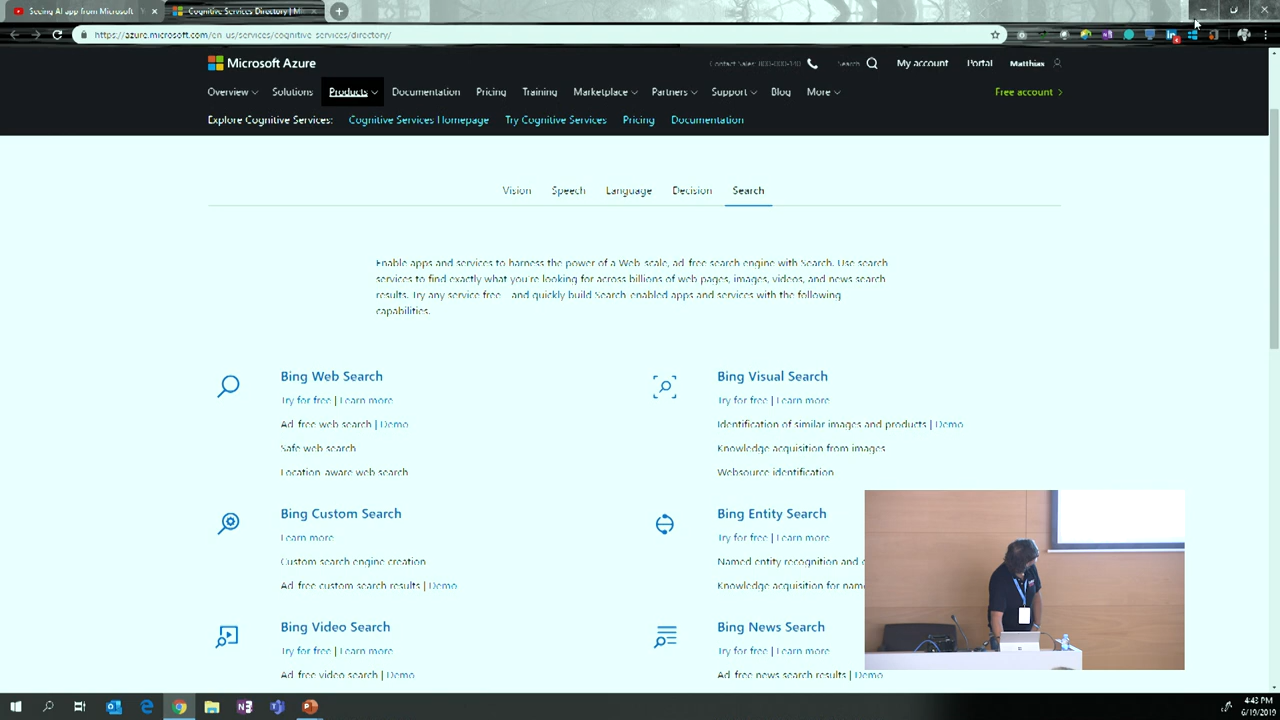 Seeing AI app from Microsoft
Cognitive Services Directory | Mi
https://azure.microsoft.com/en-us/services/cognitive-services/directory/
Microsoft Azure
Contact Sales:
Search
My account
Portal
Matthias
Overview
Solutions
Products
Documentation
Pricing
Training
Marketplace
Partners
Support
Blog
More
Free account
Explore Cognitive Services:
Cognitive Services Homepage
Try Cognitive Services
Pricing
Documentation
Vision
Speech
Language
Decision
Search
Enable apps and services to harness the power of a Web-scale, ad-free search engine with Search. Use search
services to find exactly what you're looking for across billions of web pages, images, videos, and news search
results. Try any service free - and quickly build Search-enabled apps and services with the following
capabilities.
Bing Web Search
Try for free | Learn more
Ad-free web search | Demo
Safe web search
Location-aware web search
Bing Visual Search
Try for free | Learn more
Identification of similar images and products | Demo
Knowledge acquisition from images
Websource identification
Bing Custom Search
Learn more
Custom search engine creation
Ad-free custom search results | Demo
Bing Entity Search
Try for free | Learn more
Named entity recognition and
Knowledge acquisition for nam
Bing Video Search
Try for free | Learn more
Ad-free video search | Demo
Bing News Search
Try for free | Learn more
Ad-free news search results | Demo
4:43 PM
6/19/2019